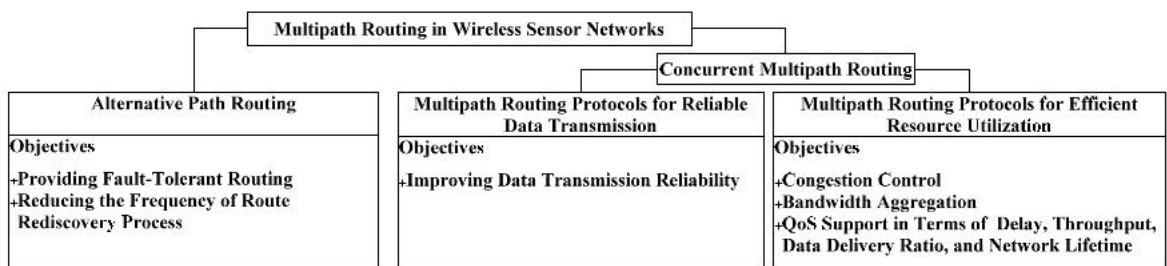 Multipath Routing in Wireless Sensor Networks
Concurrent Multipath Routing
Alternative Path Routing
Objectives
+Providing Fault-Tolerant Routing
+Reducing the Frequency of Route
Rediscovery Process
Multipath Routing Protocols for Reliable
Data Transmission
Objectives
+Improving Data Transmission Reliability
Multipath Routing Protocols for Efficient
Resource Utilization
Objectives
+Congestion Control
+Bandwidth Aggregation
+QoS Support in Terms of Delay, Throughput,
Data Delivery Ratio, and Network Lifetime